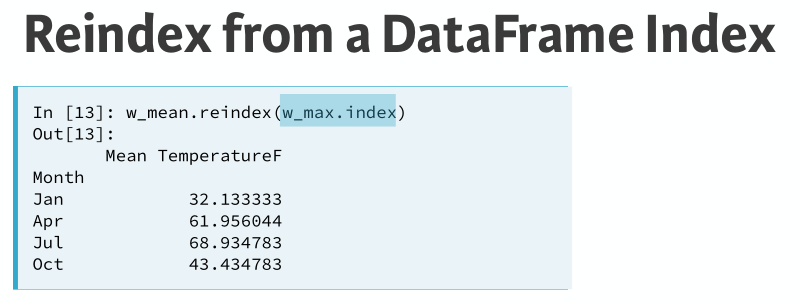 Reindex from a DataFrame Index
In [13]: w_mean.reindex(w_max.index)
Out[13]:
Mean TemperatureF
Month
Jan 32.133333
Apr 61.956044
Jul 68.934783
Oct 43.434783